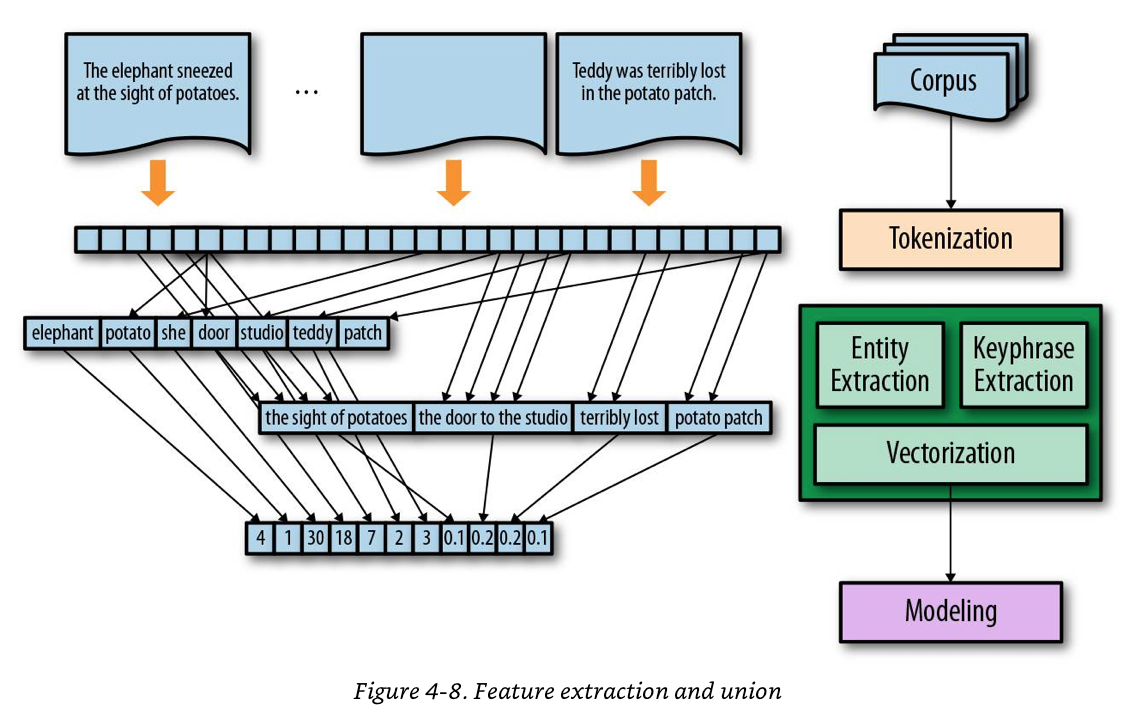 The elephant sneezed
at the sight of potatoes.
...
Teddy was terribly lost
in the potato patch.
Corpus
Tokenization
elephant potato she door studio teddy patch
Entity
Extraction
Keyphrase
Extraction
the sight of potatoes the door to the studio terribly lost potato patch
Vectorization
4 1 30 18 7 2 3 0.1 0.2 0.2 0.1
Modeling
Figure 4-8. Feature extraction and union